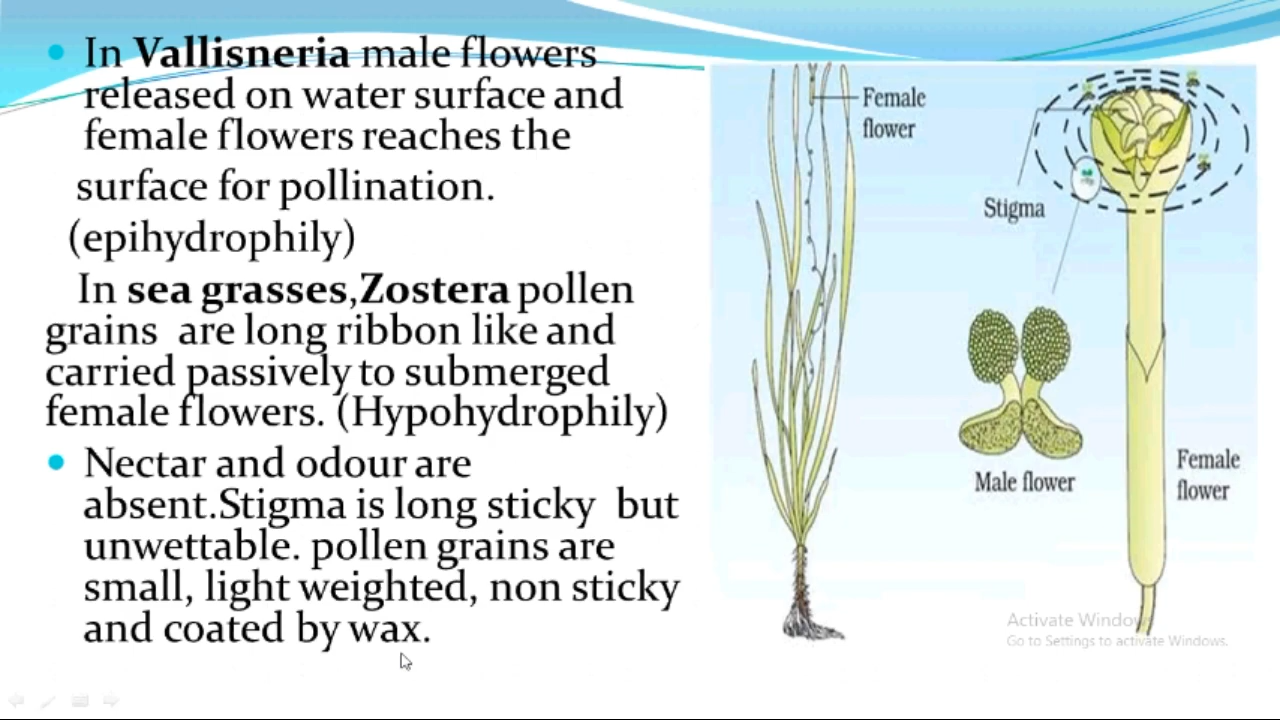 In Vallisneria male flowers
released on water surface and
female flowers reaches the
surface for pollination.
(epihydrophily)
In sea grasses,Zostera pollen
grains are long ribbon like and
carried passively to submerged
female flowers. (Hypohydrophily)
Nectar and odour are
absent.Stigma is long sticky but
unwettable. pollen grains are
small, light weighted, non sticky
and coated by wax.
Female
flower
Stigma
Male flower
Female
flower
Activate Windows
Go to Settings to activate Windows.